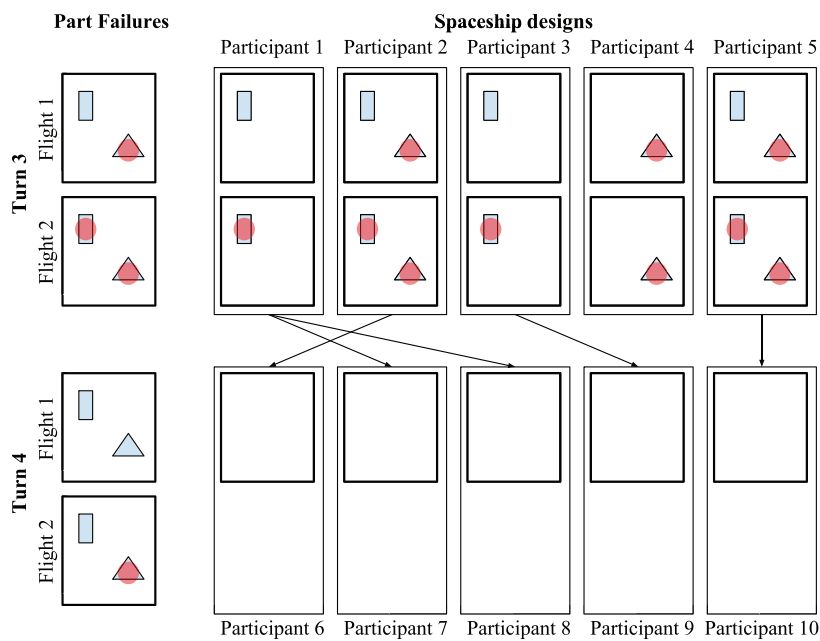 Part Failures
Spaceship designs
Participant 1 Participant 2 Participant 3 Participant 4 Participant 5
Turn 3
Flight 1
Flight 2
Turn 4
Flight 1
Flight 2
Participant 6 Participant 7 Participant 8 Participant 9 Participant 10